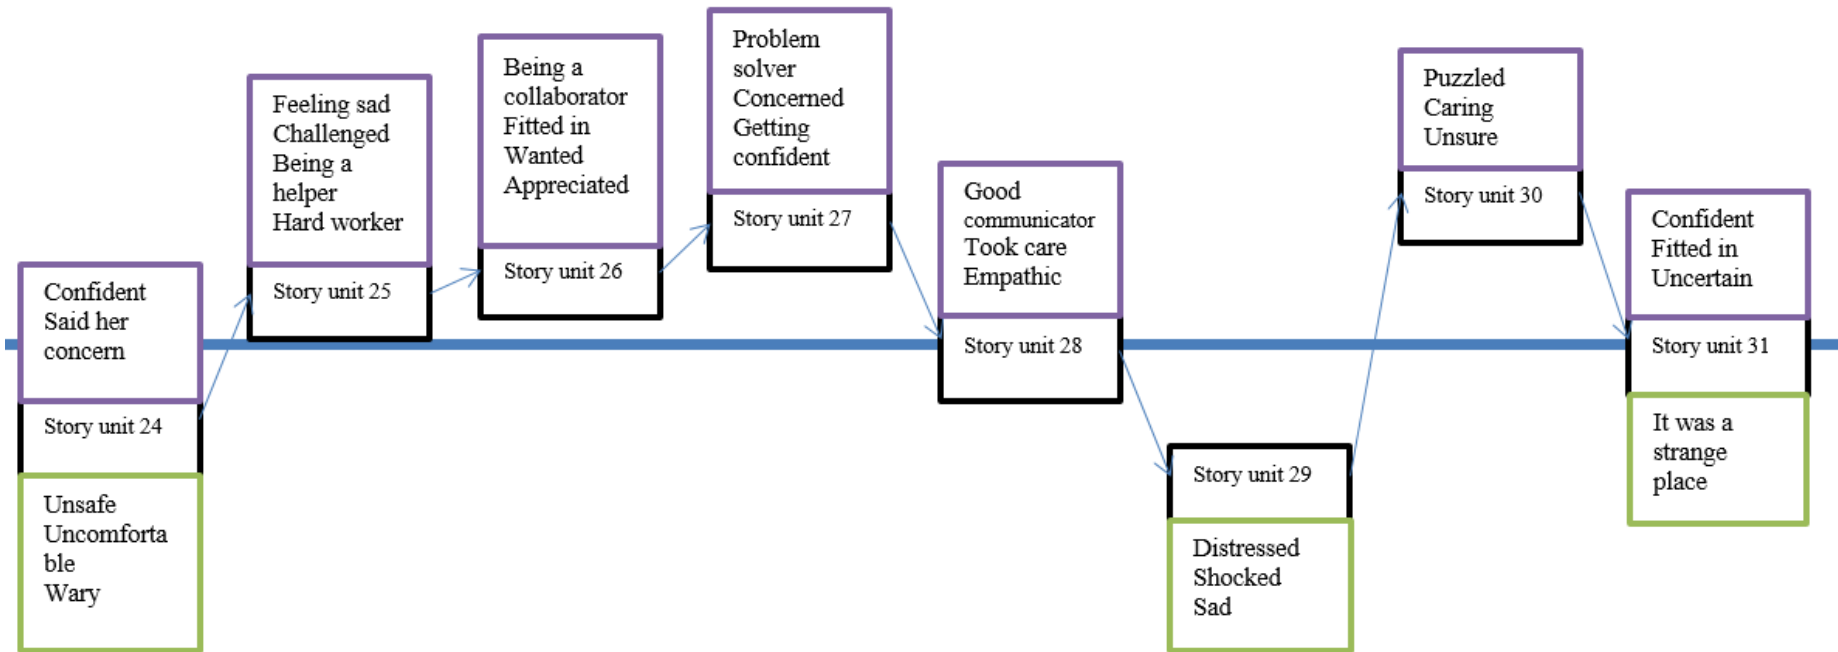 Confident
Said her
concern
Story unit 24
Unsafe
Uncomforta
ble
Wary
Feeling sad
Challenged
Being a
helper
Hard worker
Story unit 25
Being a
collaborator
Fitted in
Wanted
Appreciated
Story unit 26
Problem
solver
Concerned
Getting
confident
Story unit 27
Good
communicator
Took care
Empathic
Story unit 28
Story unit 29
Distressed
Shocked
Sad
Puzzled
Caring
Unsure
Story unit 30
Confident
Fitted in
Uncertain
Story unit 31
It was a
strange
place